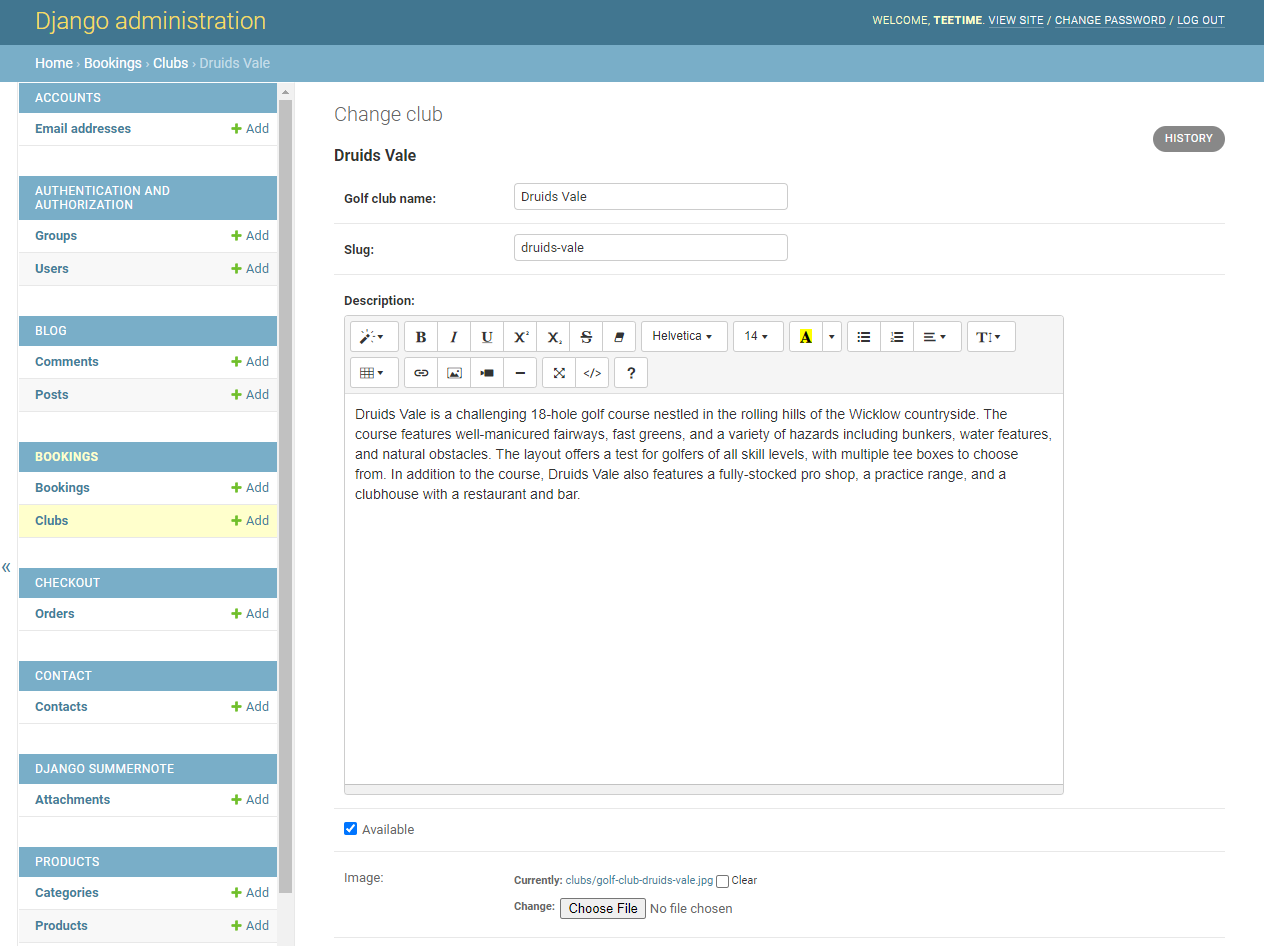 Django administration
WELCOME, TEETIME. VIEW SITE / CHANGE PASSWORD / LOG OUT
Home › Bookings › Clubs › Druids Vale
ACCOUNTS
Email addresses + Add
AUTHENTICATION AND
AUTHORIZATION
Groups + Add
Users + Add
BLOG
Comments + Add
Posts + Add
BOOKINGS
Bookings + Add
Clubs + Add
CHECKOUT
Orders + Add
CONTACT
Contacts + Add
DJANGO SUMMERNOTE
Attachments + Add
PRODUCTS
Categories + Add
Products + Add
«
Change club
HISTORY
Druids Vale
Golf club name: Druids Vale
Slug: druids-vale
Description:
B I U X² X₂ S Helvetica 14 A TI
</> ?
Druids Vale is a challenging 18-hole golf course nestled in the rolling hills of the Wicklow countryside. The
course features well-manicured fairways, fast greens, and a variety of hazards including bunkers, water features,
and natural obstacles. The layout offers a test for golfers of all skill levels, with multiple tee boxes to choose
from. In addition to the course, Druids Vale also features a fully-stocked pro shop, a practice range, and a
clubhouse with a restaurant and bar.
Available
Image: Currently: clubs/golf-club-druids-vale.jpg Clear
Change: Choose File No file chosen